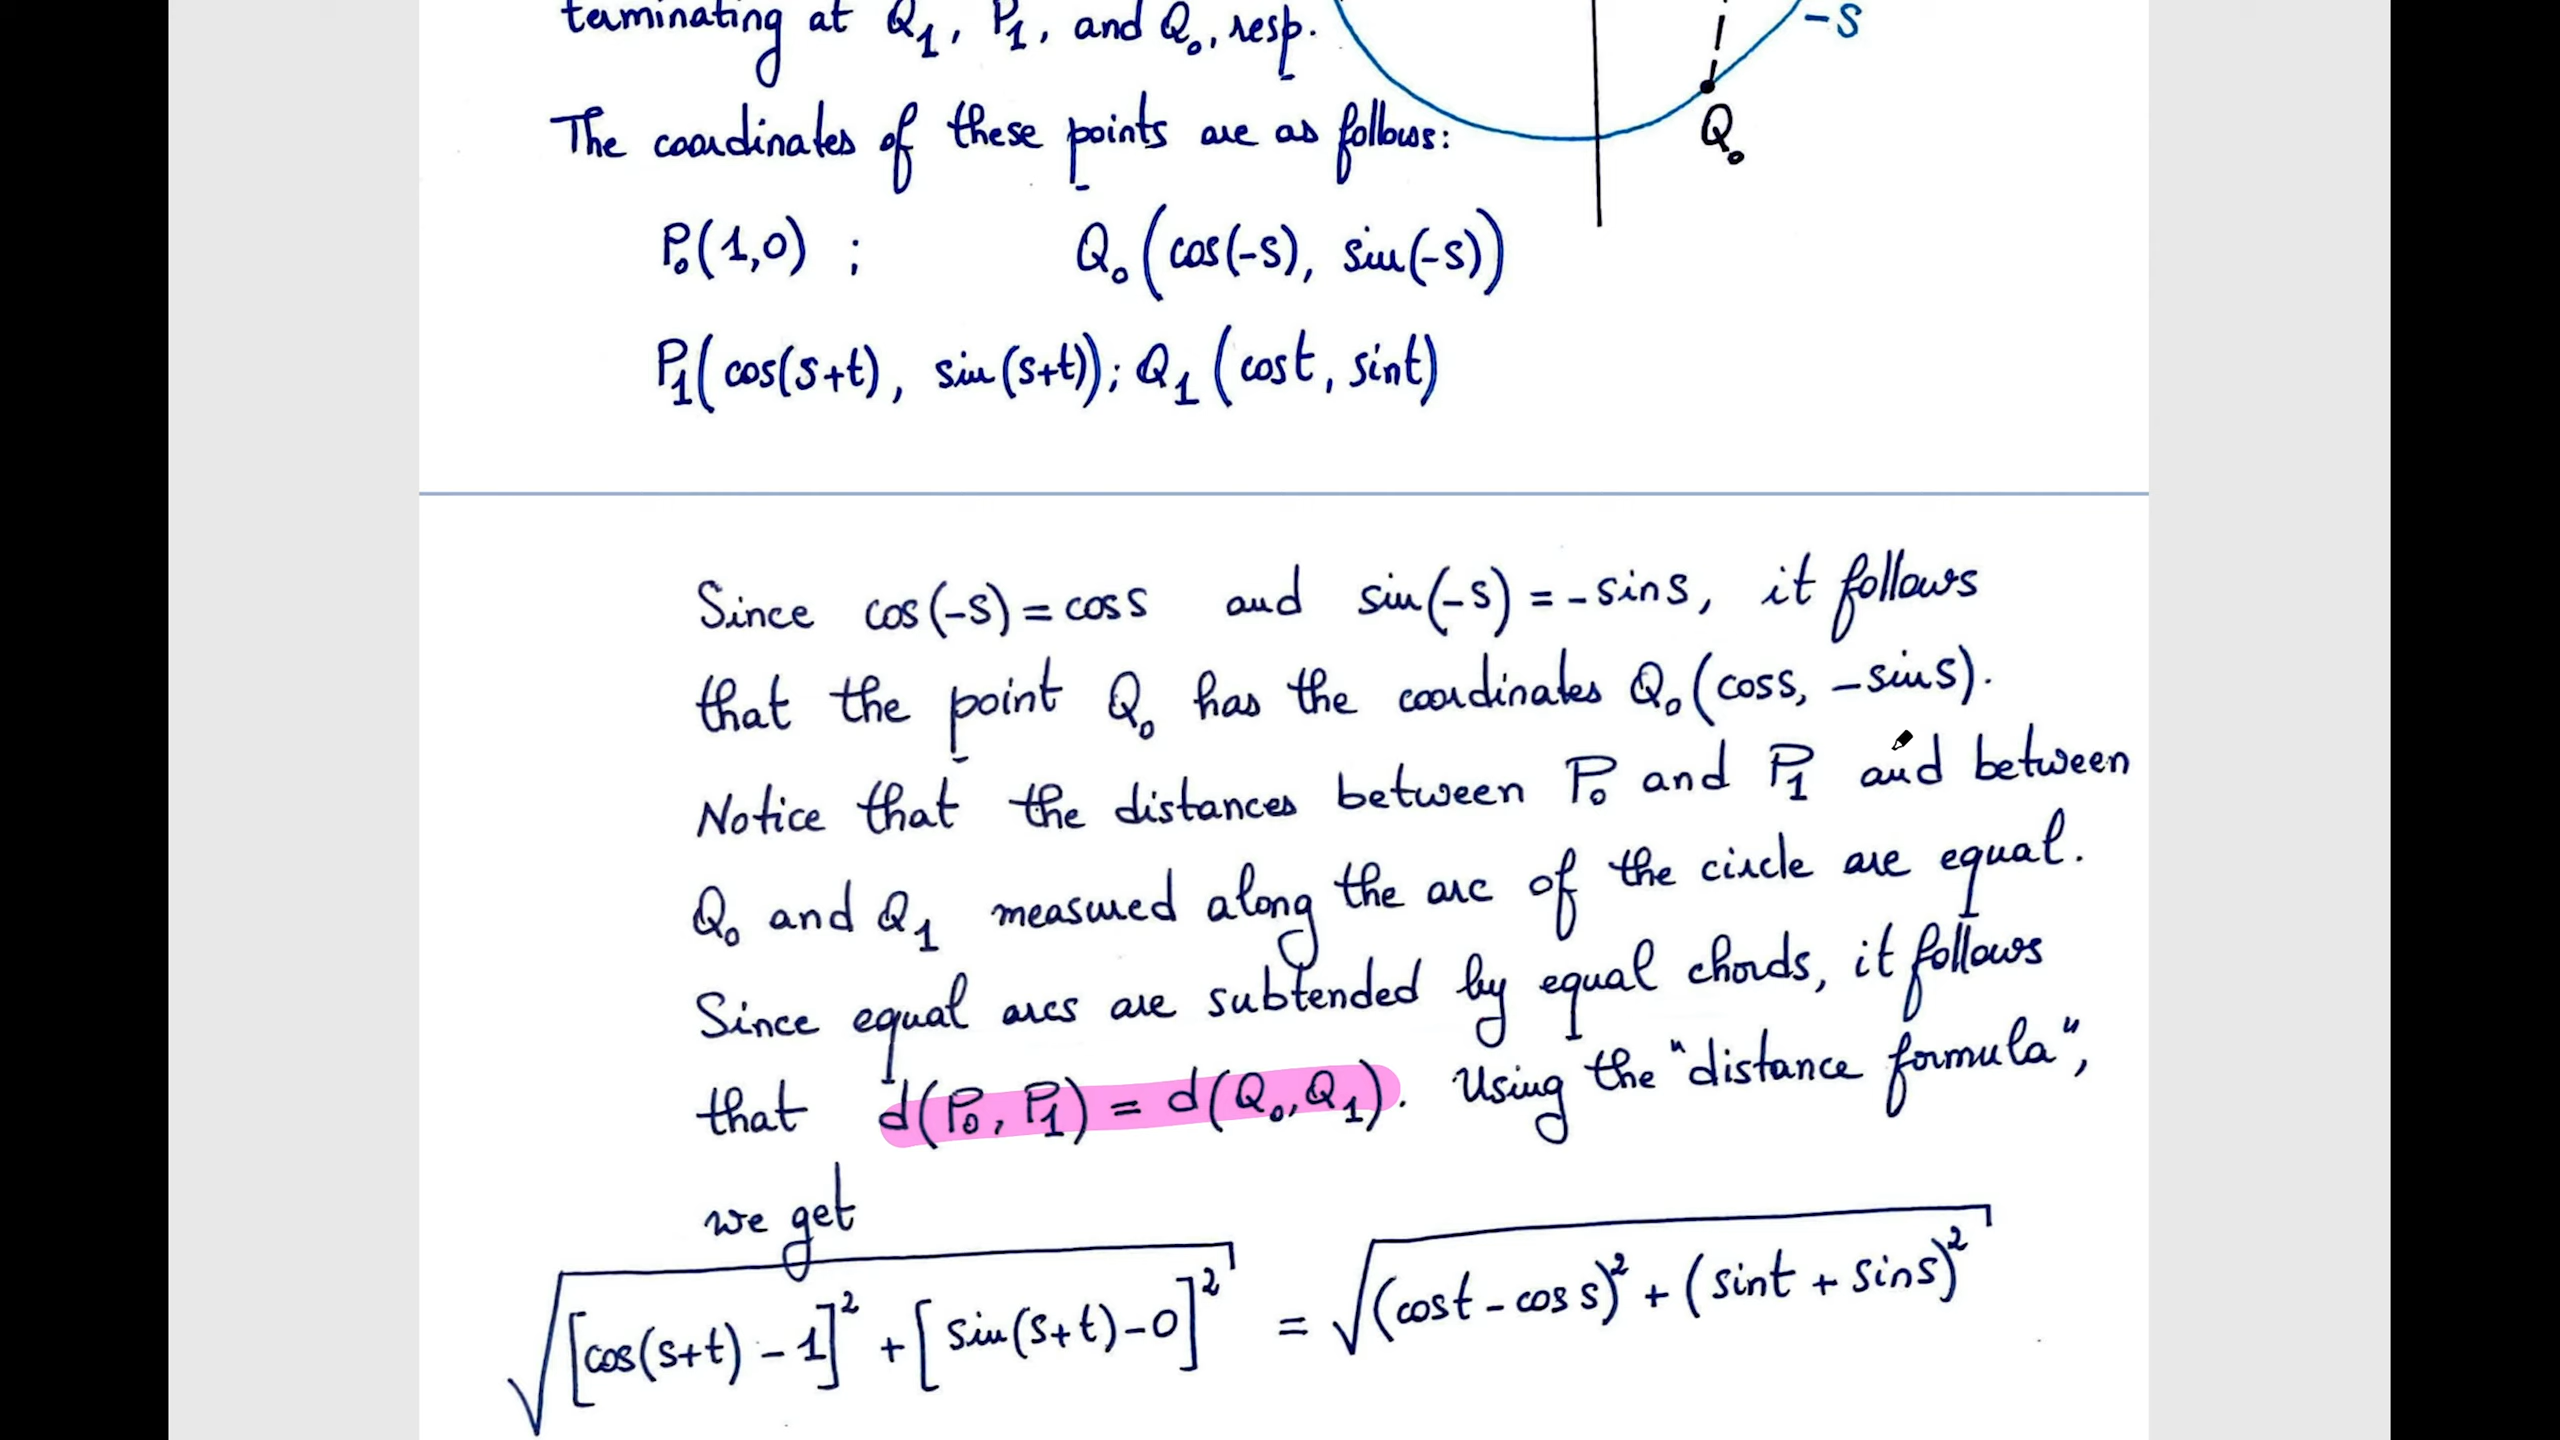 terminating at Q₁, P₁, and Q₀, resp.
-s
Q₀
The coordinates of these points are as follows:
P₀(1,0) ; Q₀(cos(-s), sin(-s))
P₁(cos(s+t), sin(s+t)); Q₁(cost, sint)
Since cos(-s) = cos s and sin(-s) = -sin s, it follows
that the point Q₀ has the coordinates Q₀(cos s, -sin s).
Notice that the distances between P₀ and P₁ and between
Q₀ and Q₁ measured along the arc of the circle are equal.
Since equal arcs are subtended by equal chords, it follows
that d(P₀, P₁) = d(Q₀, Q₁). Using the "distance formula",
we get
√([cos(s+t) - 1]² + [sin(s+t) - 0]²) = √((cost - cos s)² + (sint + sins)²)